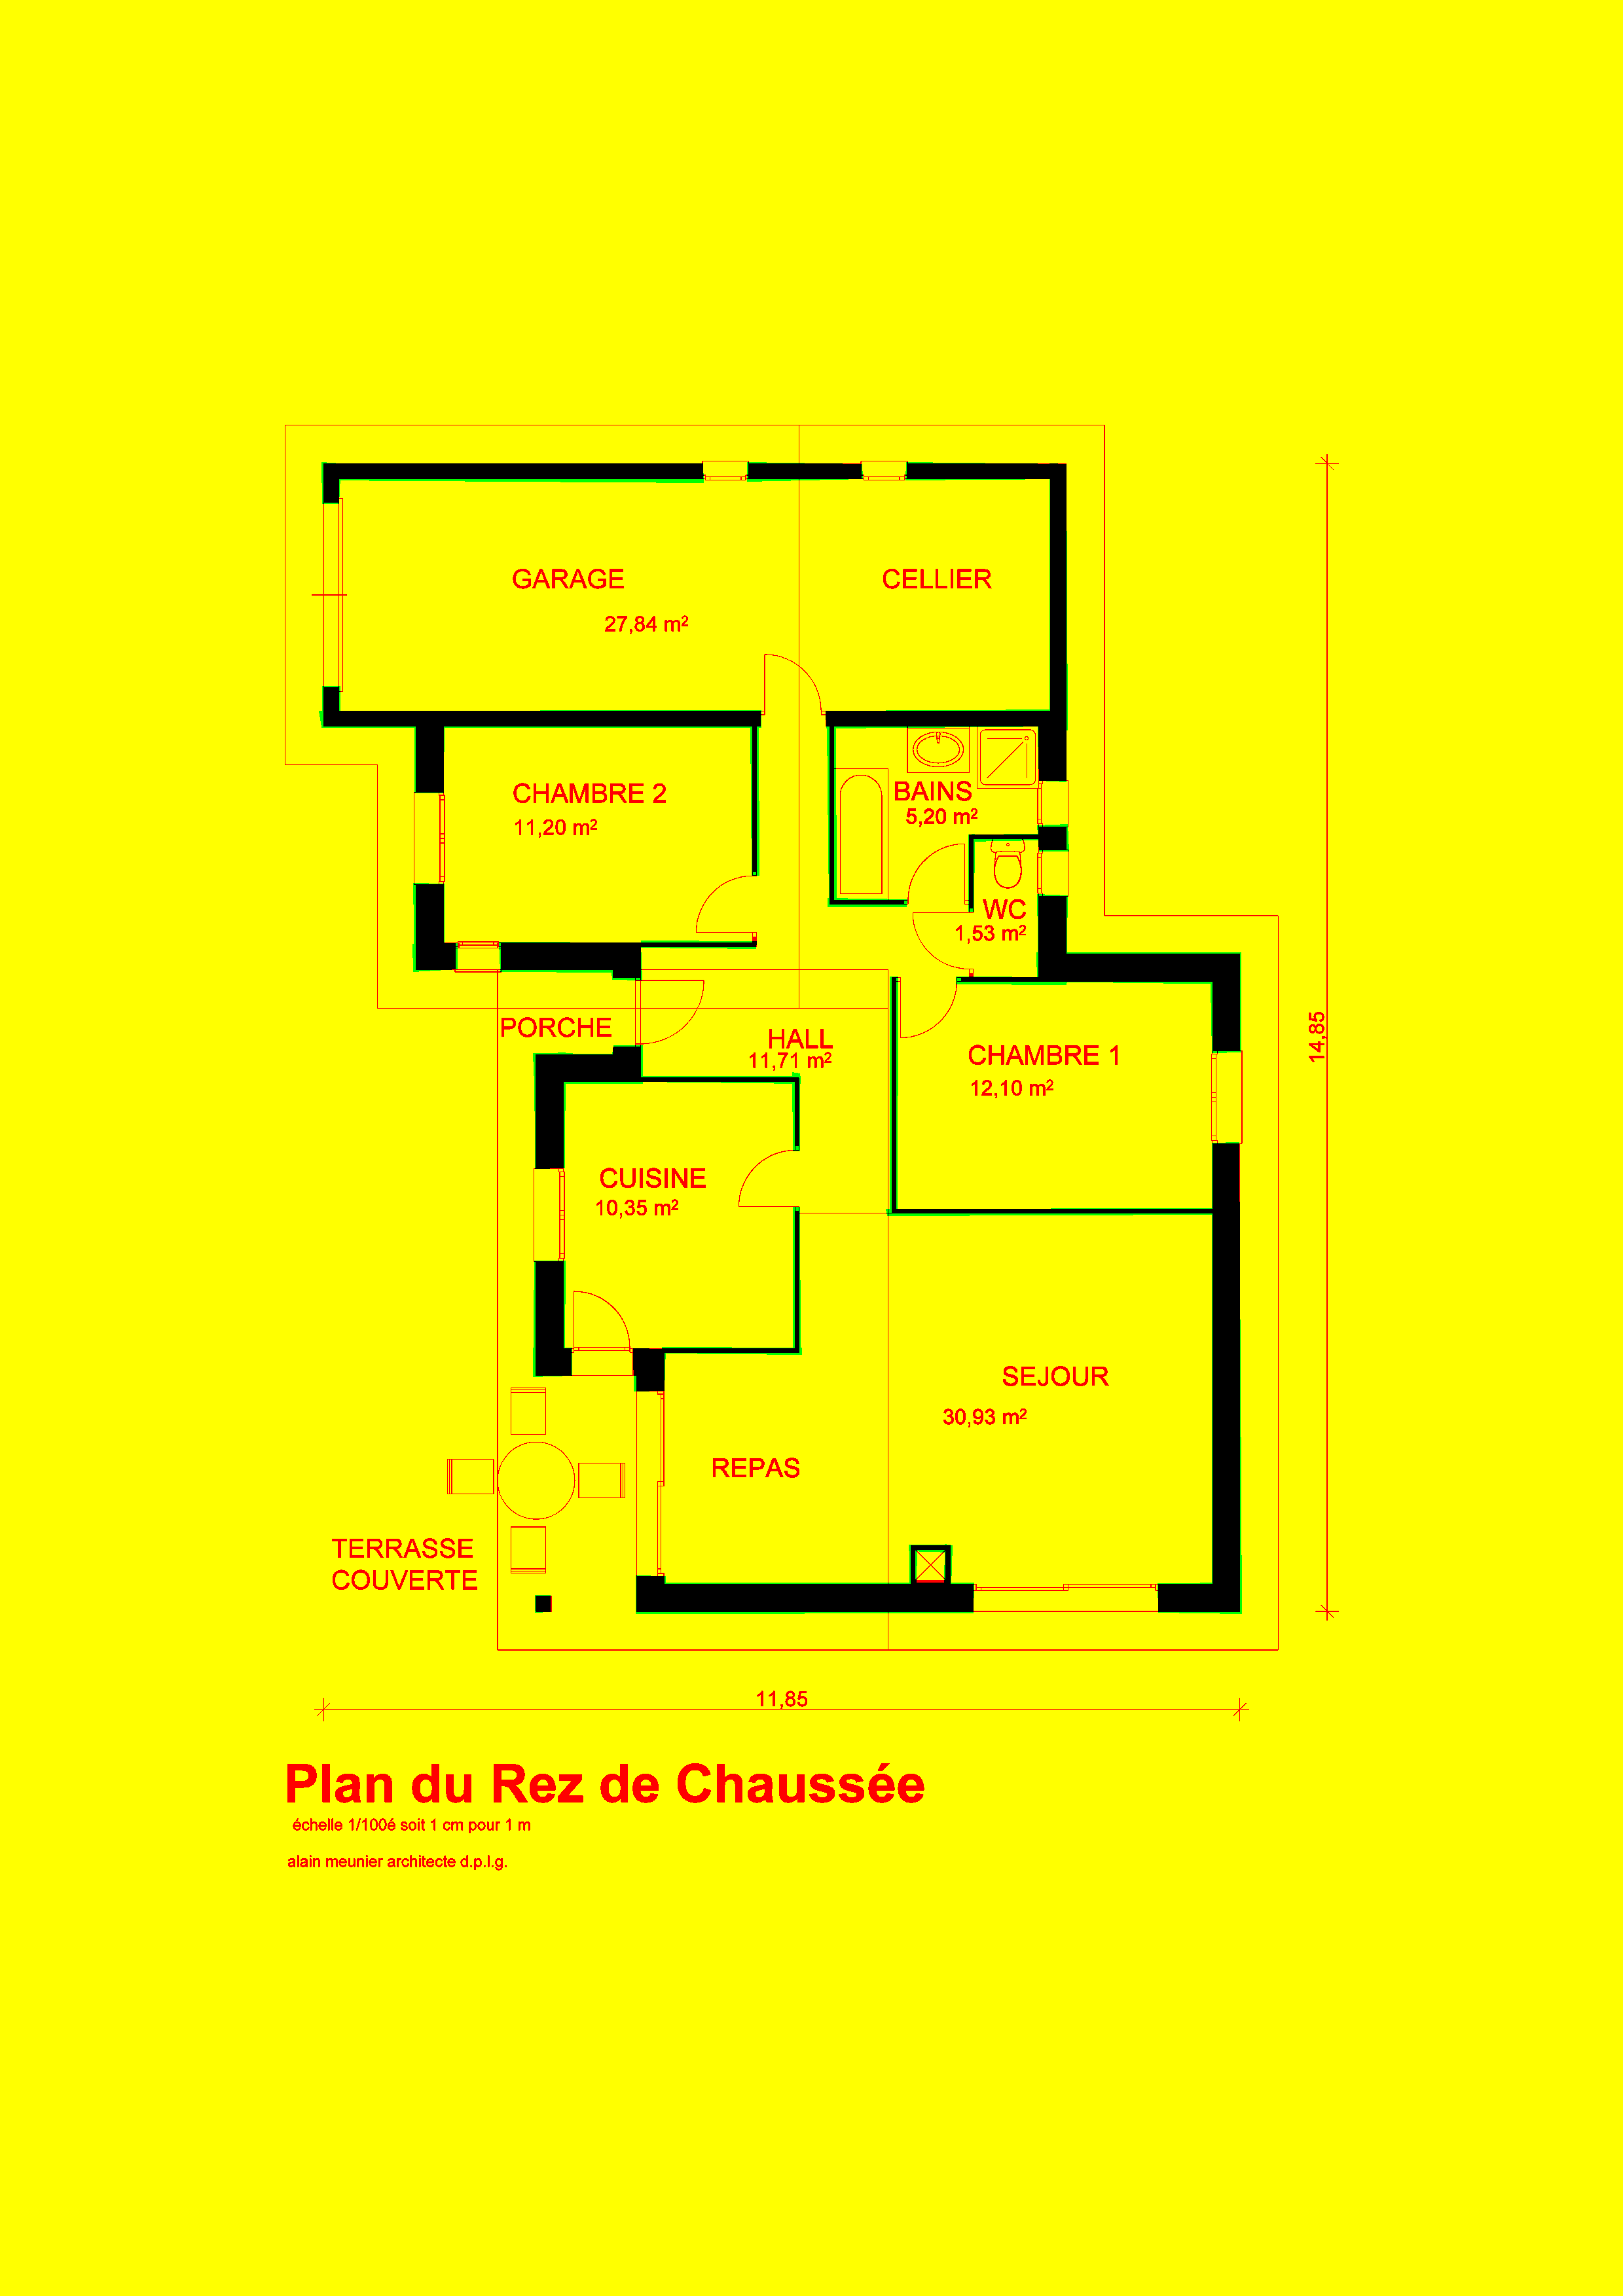 GARAGE
CELLIER
27,84 m²
CHAMBRE 2
11,20 m²
BAINS
5,20 m²
WC
1,53 m²
PORCHE
HALL
11,71 m²
CHAMBRE 1
12,10 m²
14,85
CUISINE
10,35 m²
SEJOUR
30,93 m²
REPAS
TERRASSE
COUVERTE
11,85
Plan du Rez de Chaussée
échelle 1/100é soit 1 cm pour 1 m
alain meunier architecte d.p.l.g.